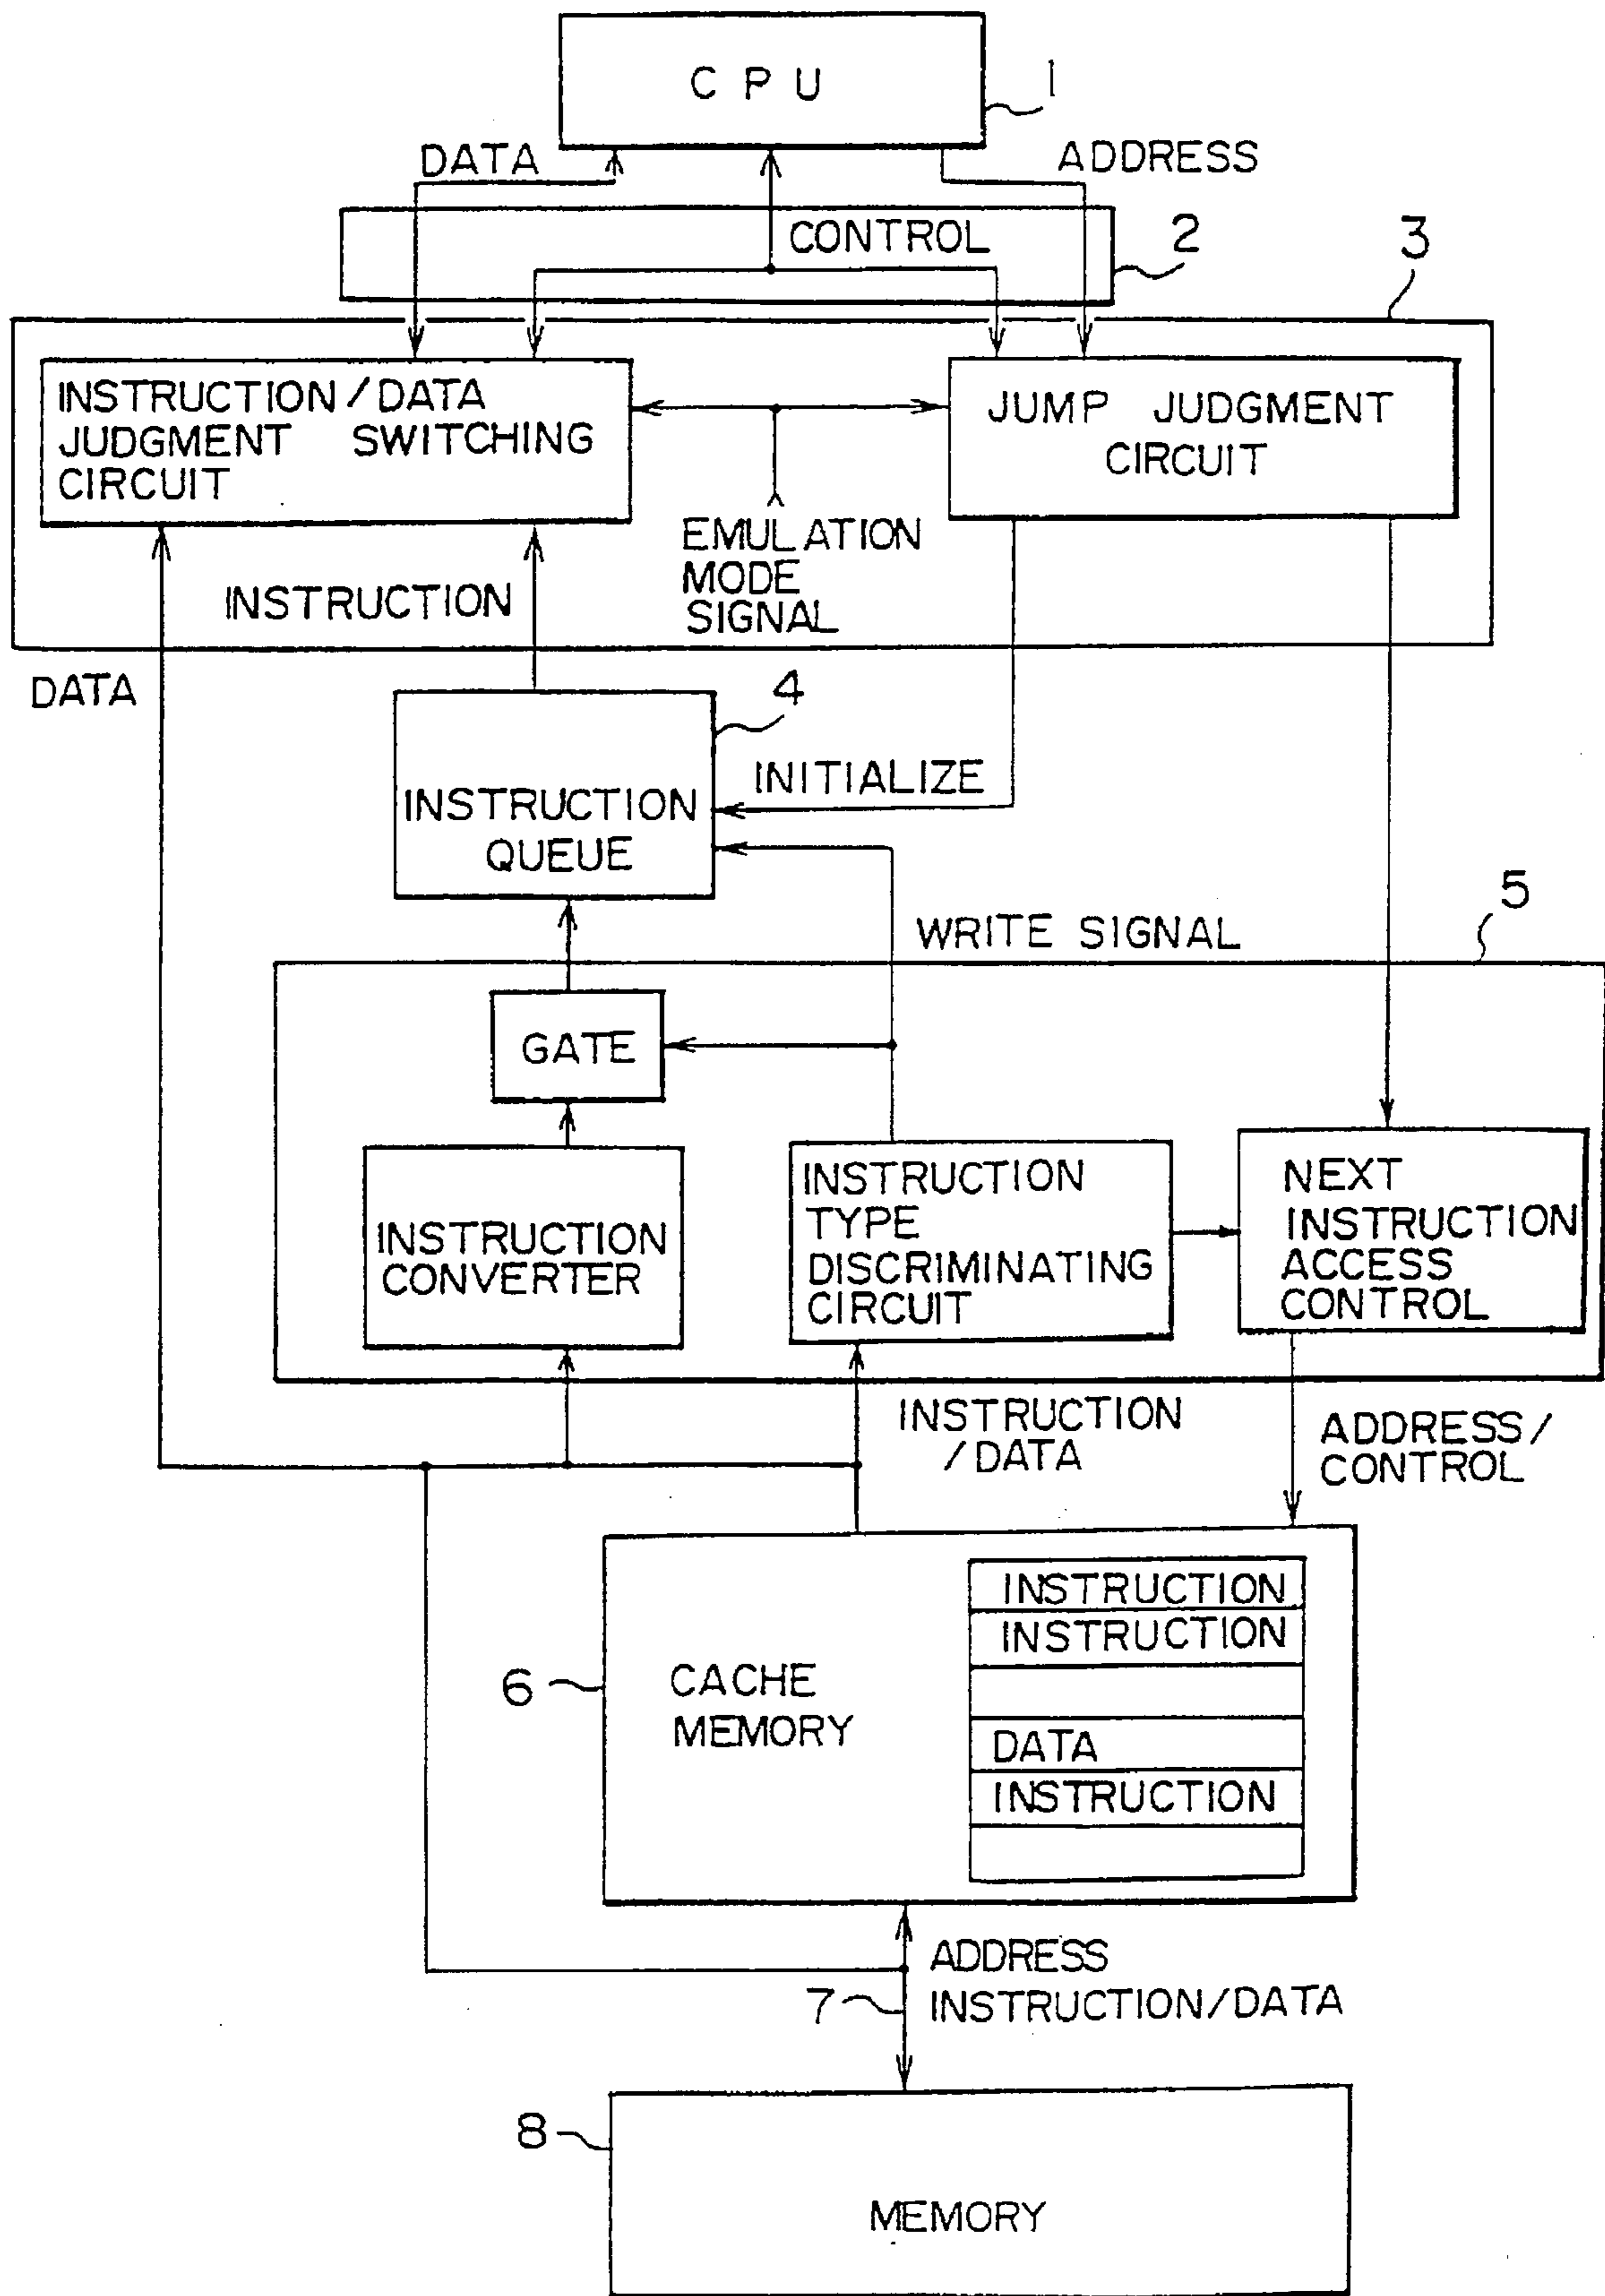 CPU
1
DATA
ADDRESS
CONTROL
2
3
INSTRUCTION/DATA
JUDGMENT SWITCHING
CIRCUIT
JUMP JUDGMENT
CIRCUIT
EMULATION
MODE
SIGNAL
INSTRUCTION
DATA
4
INSTRUCTION
QUEUE
INITIALIZE
WRITE SIGNAL
5
GATE
INSTRUCTION
CONVERTER
INSTRUCTION
TYPE
DISCRIMINATING
CIRCUIT
NEXT
INSTRUCTION
ACCESS
CONTROL
INSTRUCTION
/DATA
ADDRESS/
CONTROL
6
CACHE
MEMORY
INSTRUCTION
INSTRUCTION
DATA
INSTRUCTION
7
ADDRESS
INSTRUCTION/DATA
8
MEMORY